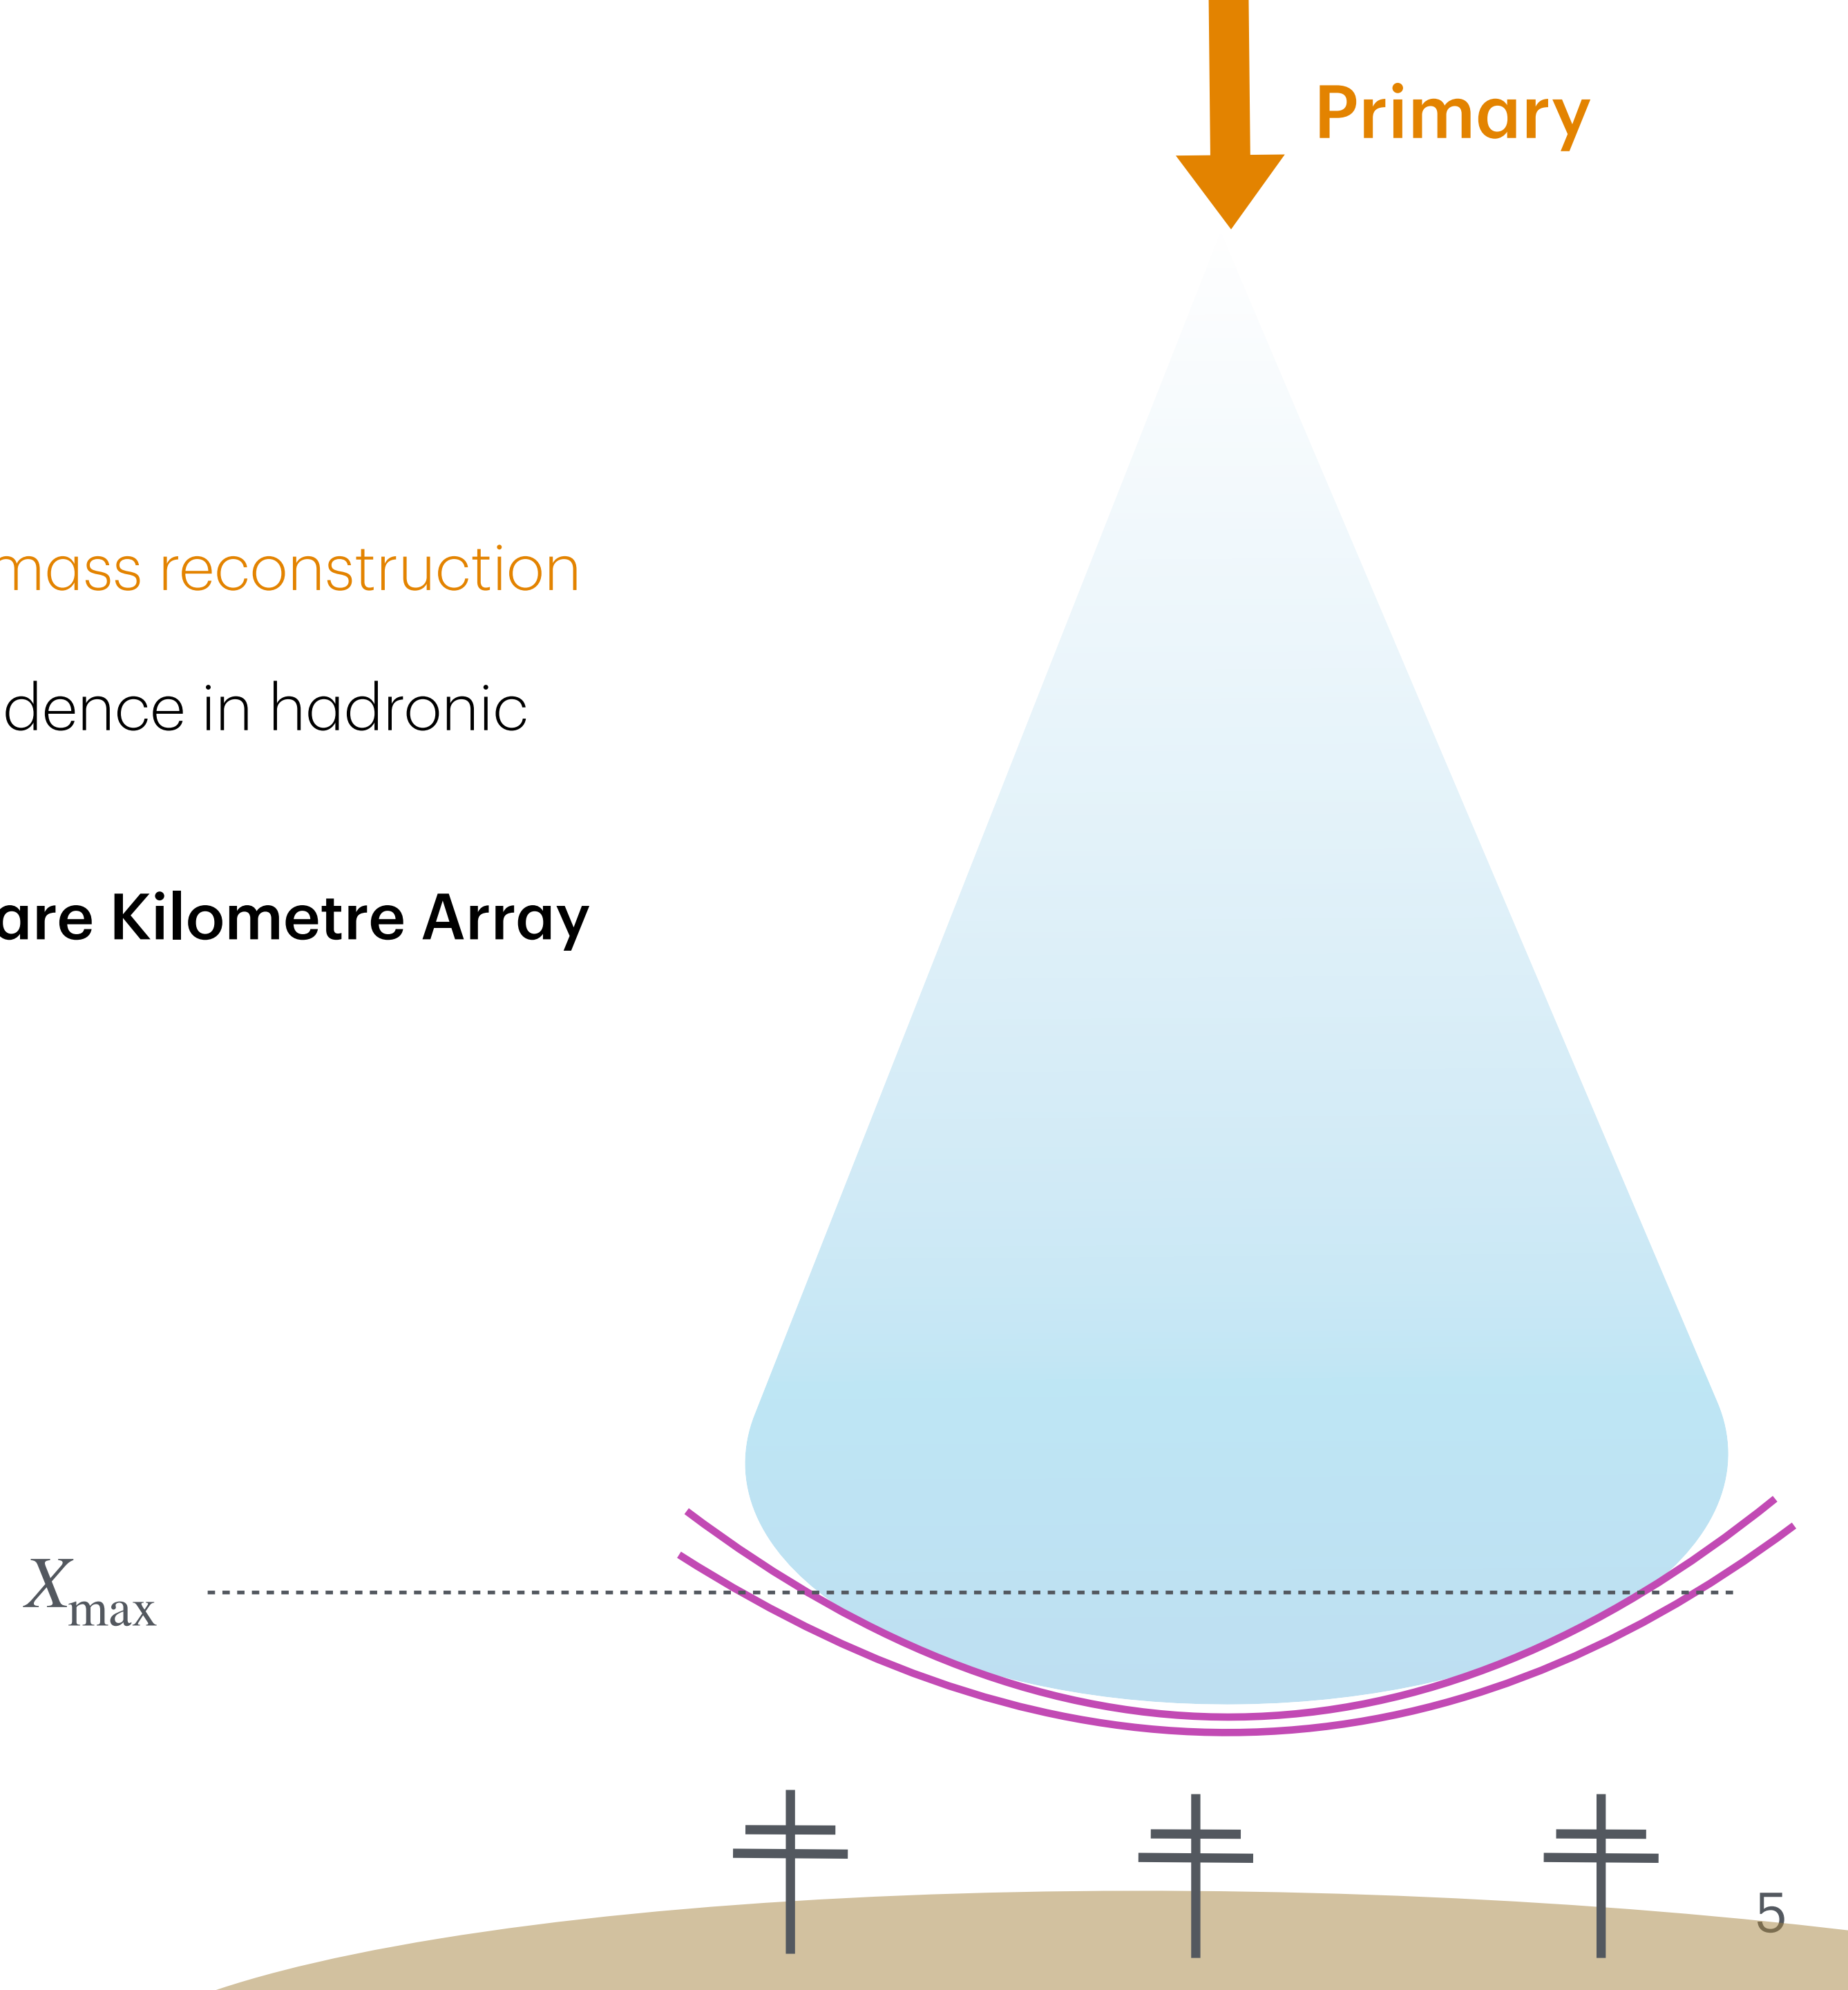 Primary
mass reconstruction
dence in hadronic
are Kilometre Array
Xmax
5